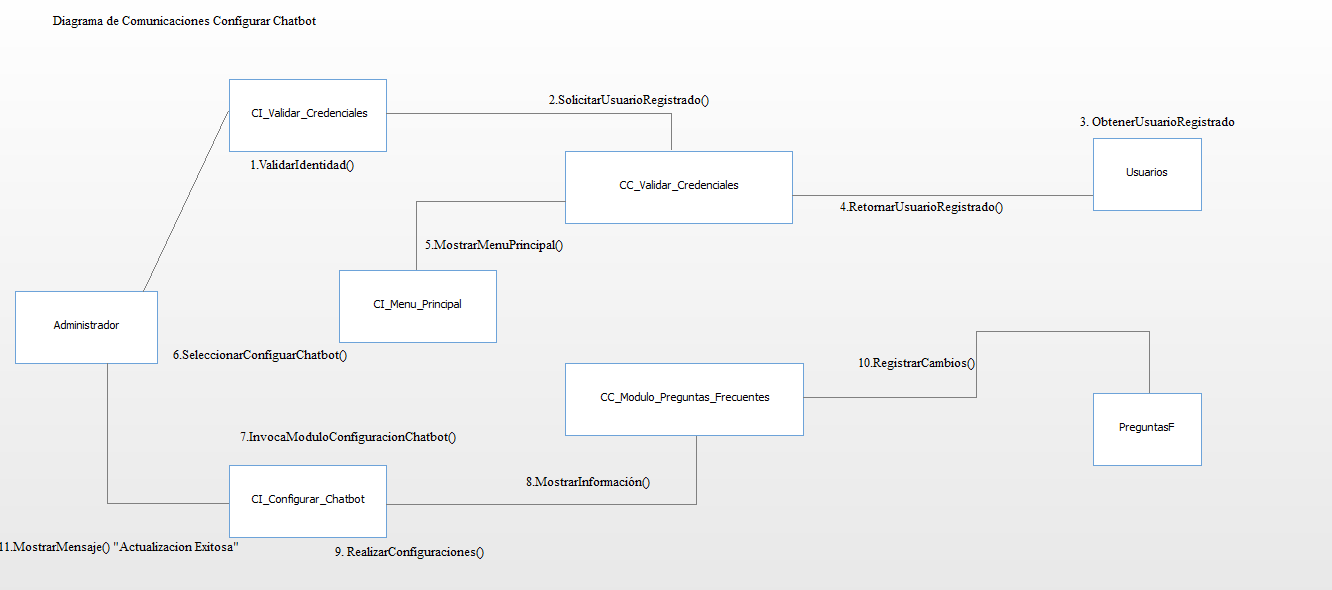 Diagrama de Comunicaciones Configurar Chatbot
CI_Validar_Credenciales
2.SolicitarUsuarioRegistrado()
3. ObtenerUsuarioRegistrado
1.ValidarIdentidad()
CC_Validar_Credenciales
Usuarios
4.RetornarUsuarioRegistrado()
5.MostrarMenuPrincipal()
CI_Menu_Principal
Administrador
6.SeleccionarConfiguarChatbot()
10.RegistrarCambios()
CC_Modulo_Preguntas_Frecuentes
PreguntasF
7.InvocaModuloConfiguracionChatbot()
8.MostrarInformación()
CI_Configurar_Chatbot
11.MostrarMensaje() "Actualizacion Exitosa"
9. RealizarConfiguraciones()